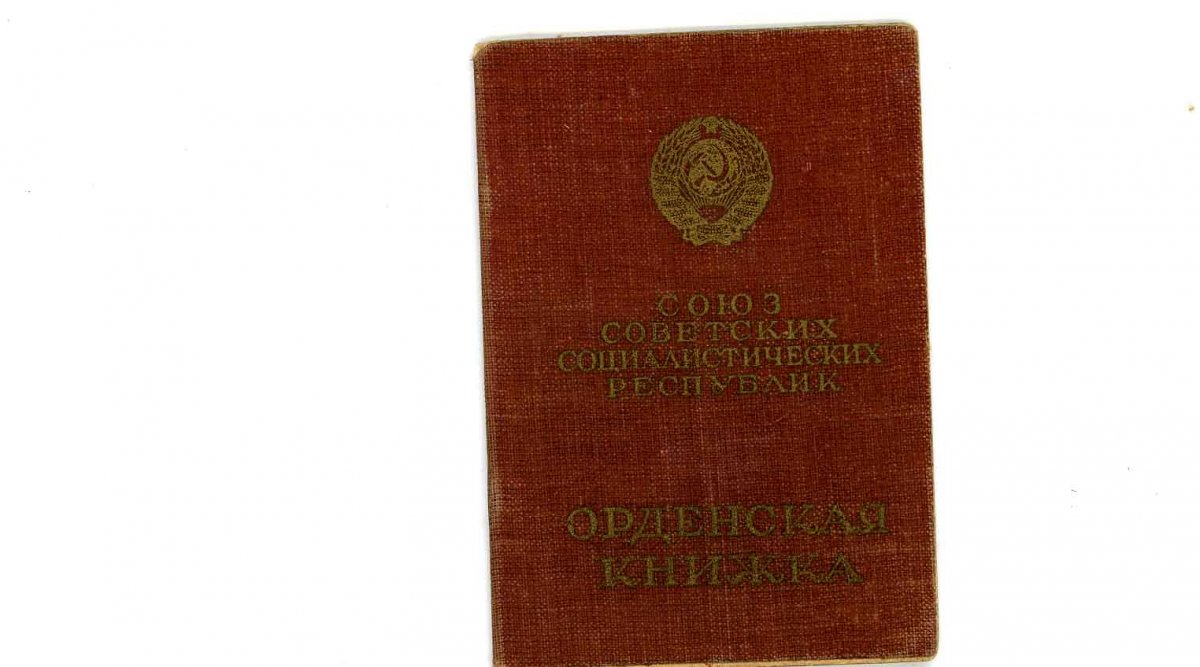 СОЮЗ
СОВЕТСКИХ
СОЦИАЛИСТИЧЕСКИХ
РЕСПУБЛИК
ОРДЕНСКАЯ
КНИЖКА